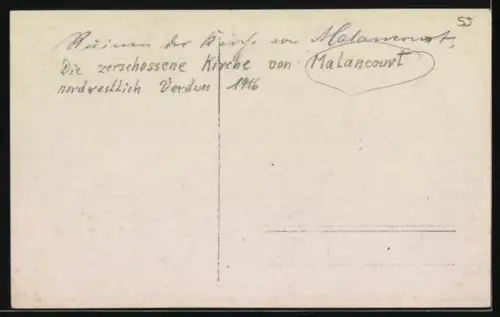 55
Ruinen der Kirche von Malancourt.
Die zerschossene Kirche von Malancourt
nordwestlich Verdun 1916